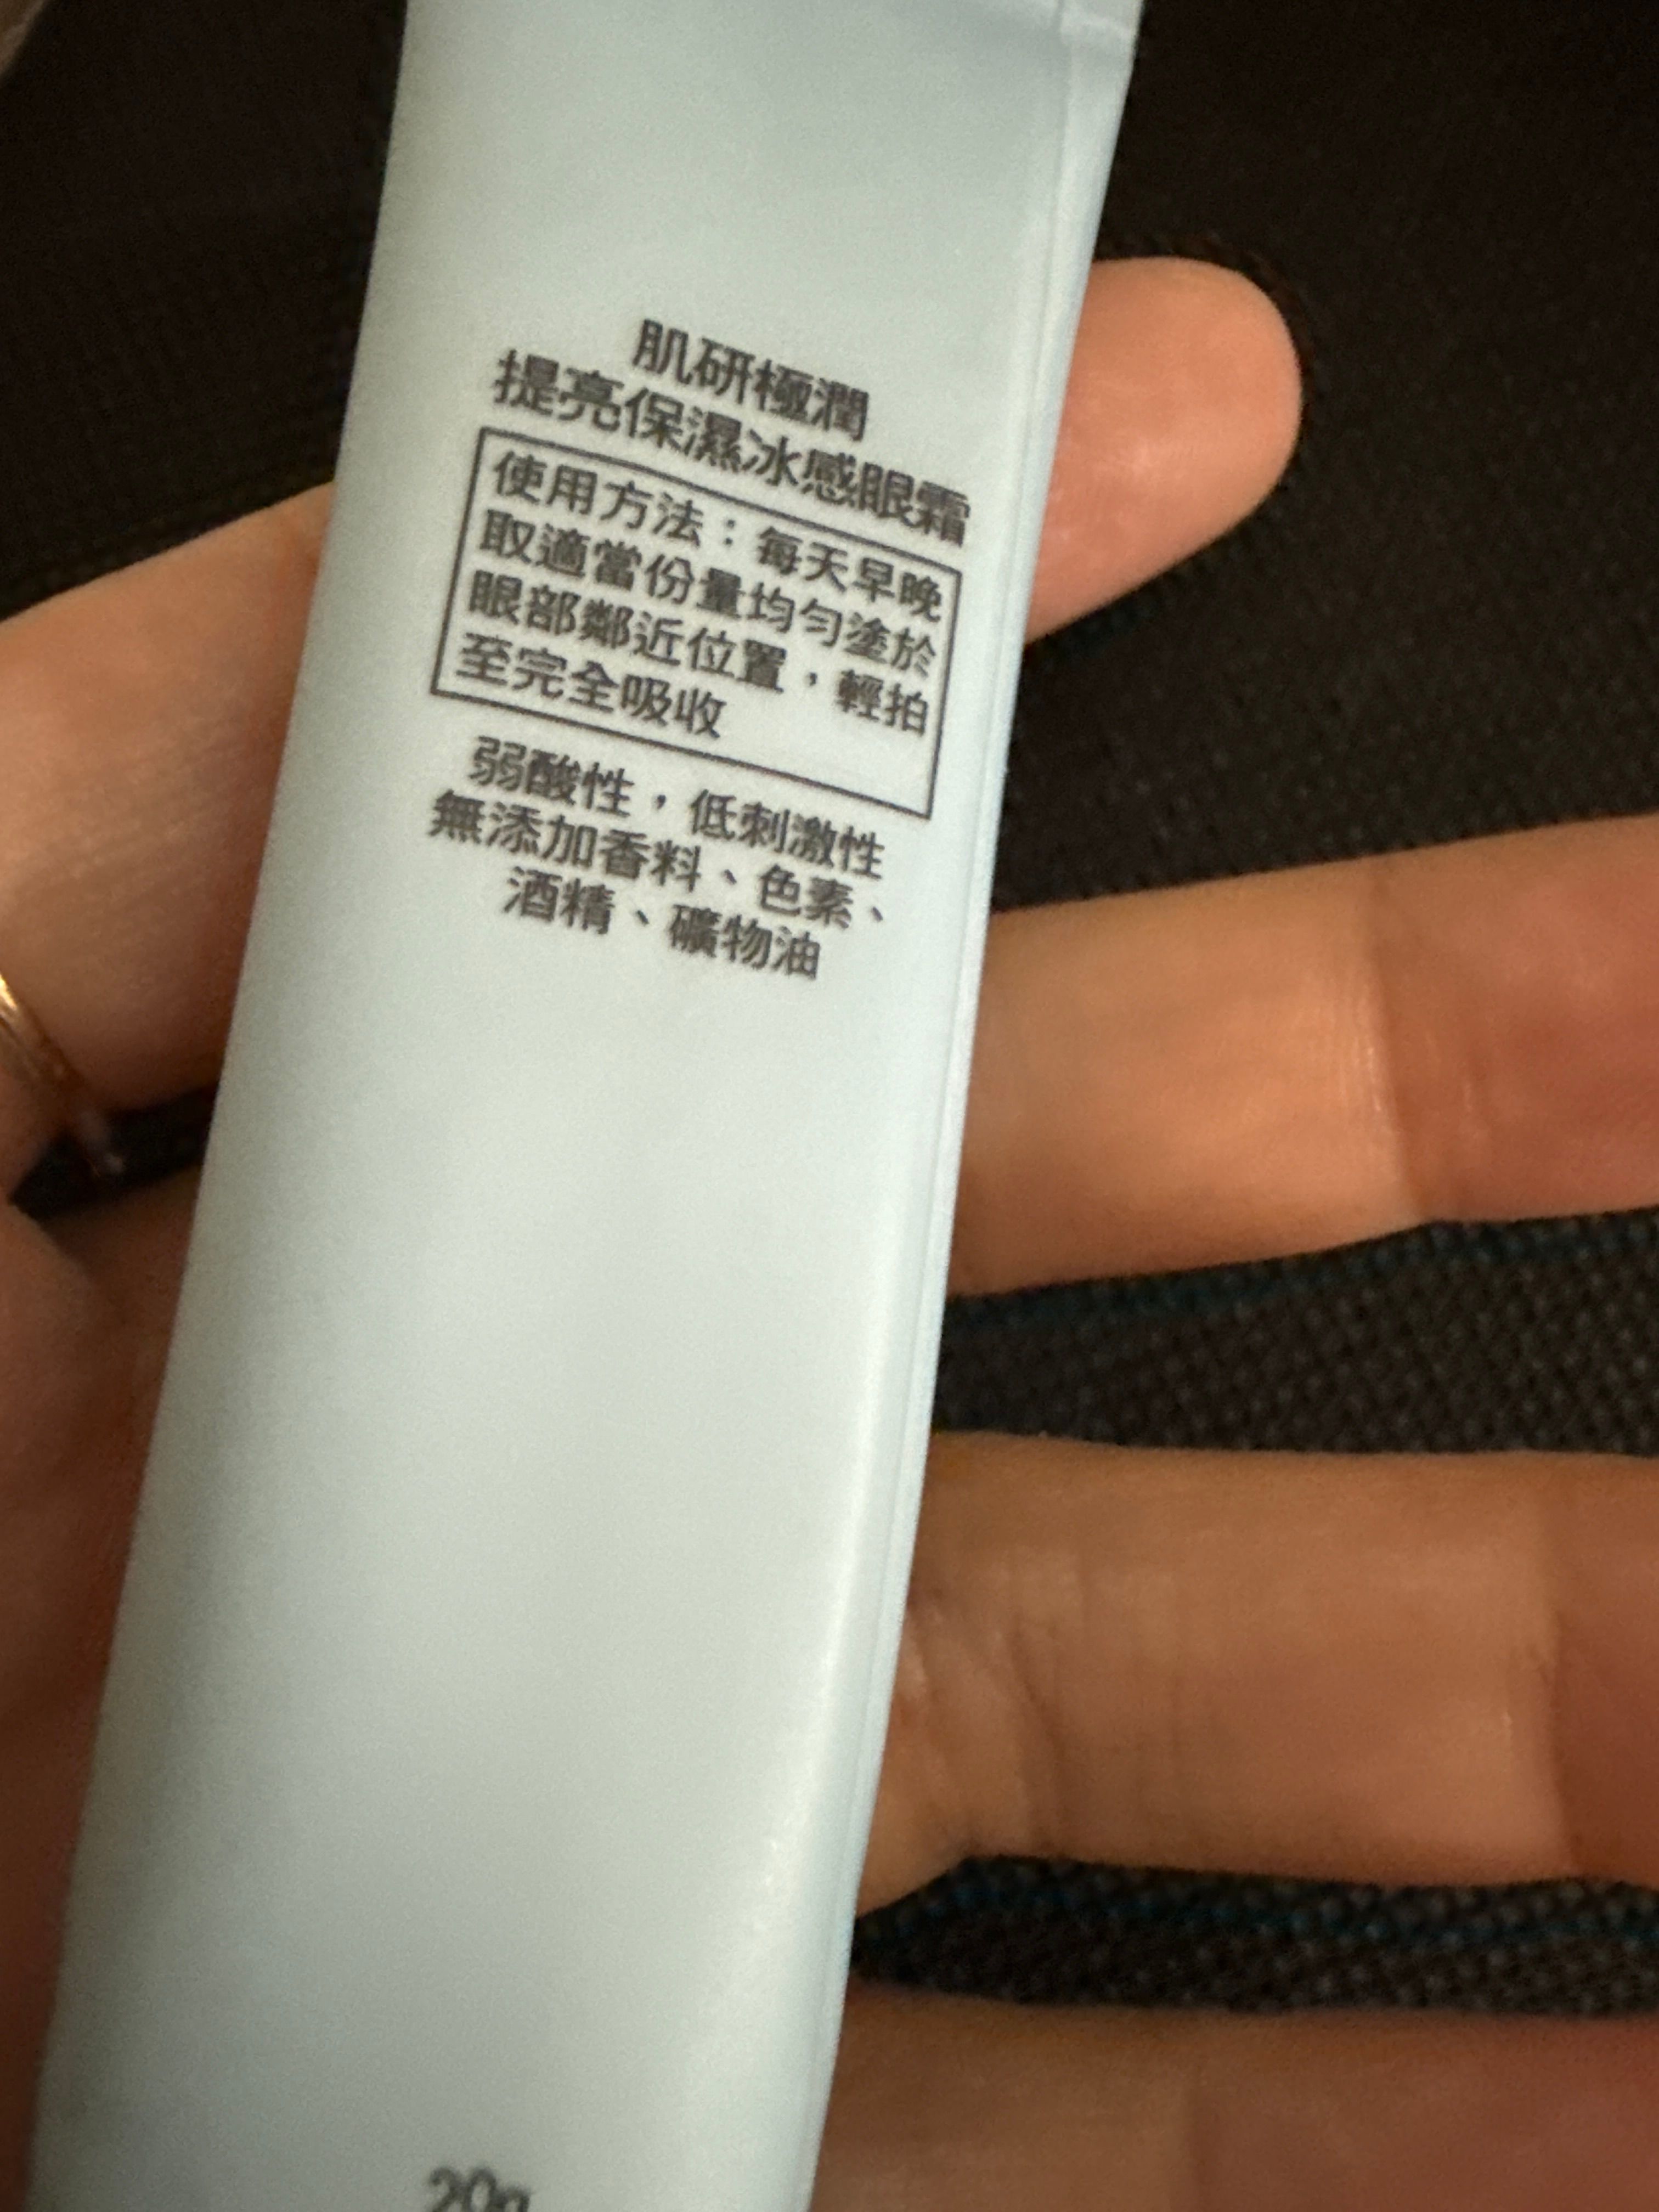 肌研極潤
提亮保濕冰感眼霜
使用方法：每天早晚
取適當份量均勻塗於
眼部鄰近位置，輕拍
至完全吸收
弱酸性，低刺激性
無添加香料、色素、
酒精、礦物油
20g